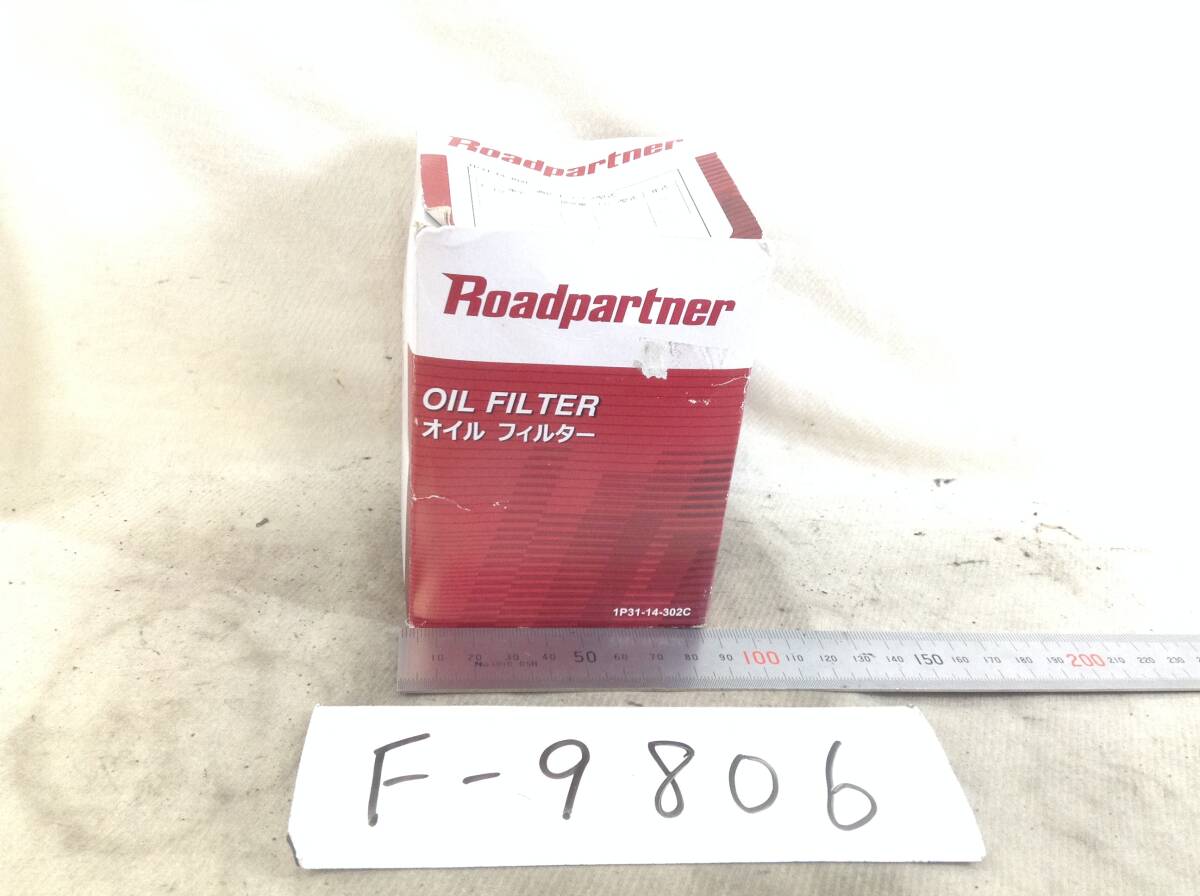 Roadpartner
Roadpartner
OIL FILTER
オイル フィルター
1P31-14-302C
10 20 30 40 50 60 70 80 90 100 110 120 130 140 150 160 170 180 190 200 210 220 230
F-9806